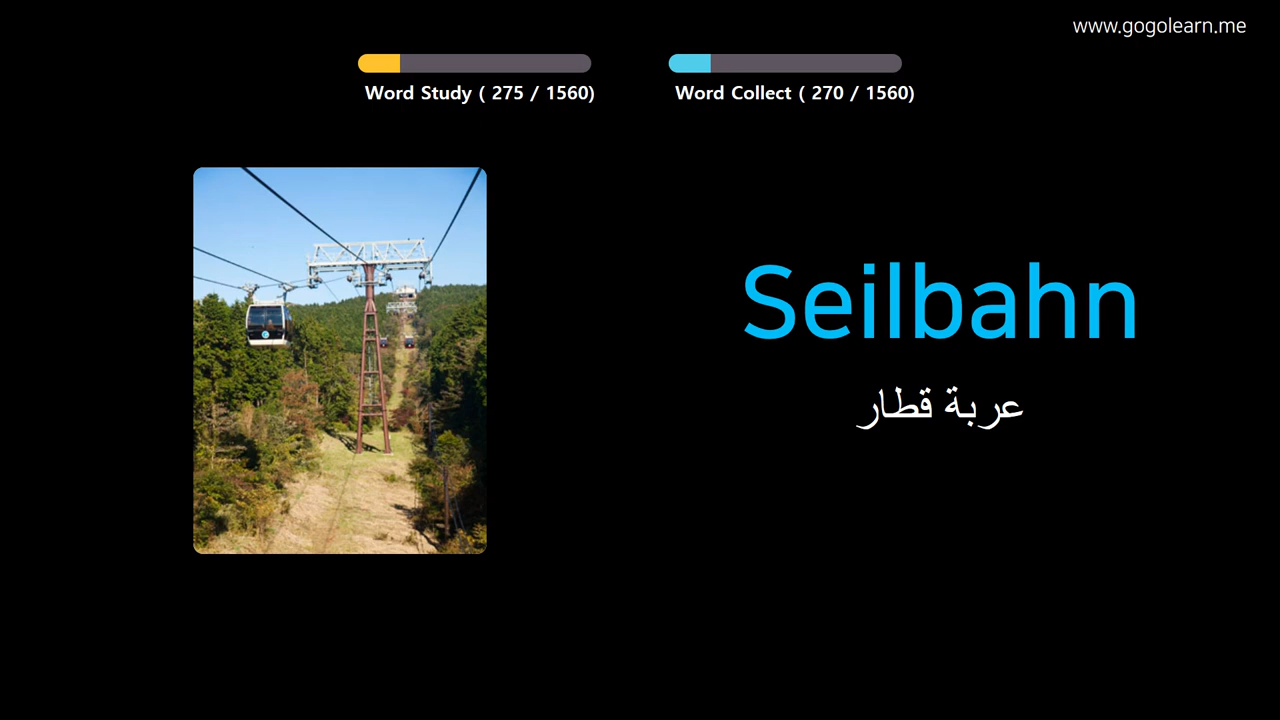 www.gogolearn.me
Word Study ( 275 / 1560)
Word Collect ( 270 / 1560)
Seilbahn
عربة قطار